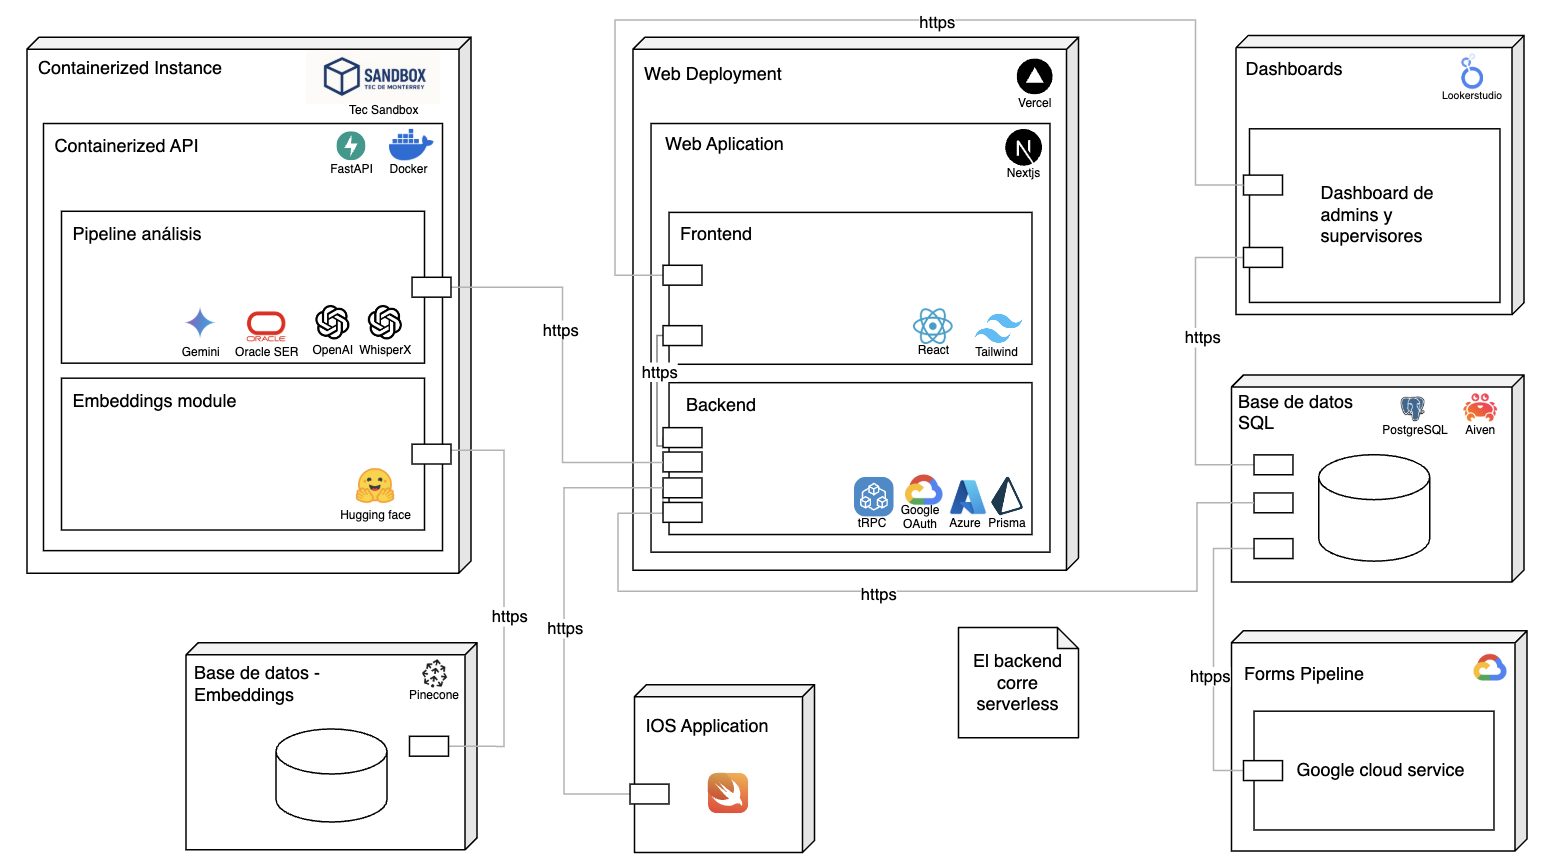 https
Containerized Instance
SANDBOX
TEC DE MONTERREY
Tec Sandbox
Containerized API
FastAPI
Docker
Pipeline análisis
Gemini
Oracle SER
ORACLE
OpenAI
WhisperX
Embeddings module
Hugging face
https
https
https
Web Deployment
Vercel
Web Aplication
N
Nextjs
Frontend
React
Tailwind
https
Backend
tRPC
Google
OAuth
Azure
Prisma
https
Dashboards
Lookerstudio
Dashboard de
admins y
supervisores
https
Base de datos
SQL
PostgreSQL
Aiven
htpps
Forms Pipeline
Google cloud service
Base de datos -
Embeddings
Pinecone
IOS Application
El backend
corre
serverless